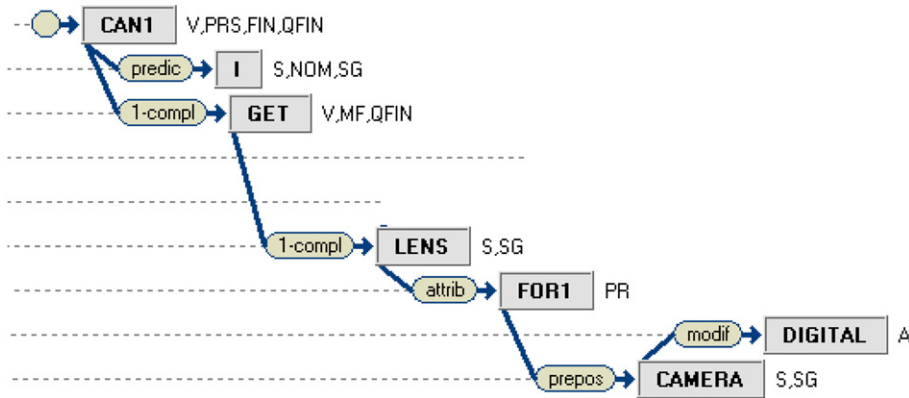 CAN1 V,PRS,FIN,QFIN
predic I S,NOM,SG
1-compl GET V,MF,QFIN
1-compl LENS S,SG
attrib FOR1 PR
modif DIGITAL A
prepos CAMERA S,SG